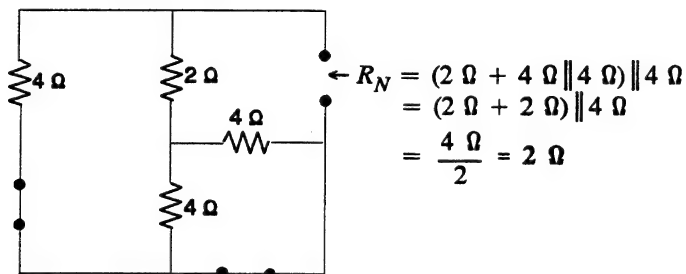 4 Ω
2 Ω
4 Ω
4 Ω
← R_N = (2 Ω + 4 Ω‖4 Ω)‖4 Ω
= (2 Ω + 2 Ω)‖4 Ω
= 4 Ω / 2 = 2 Ω